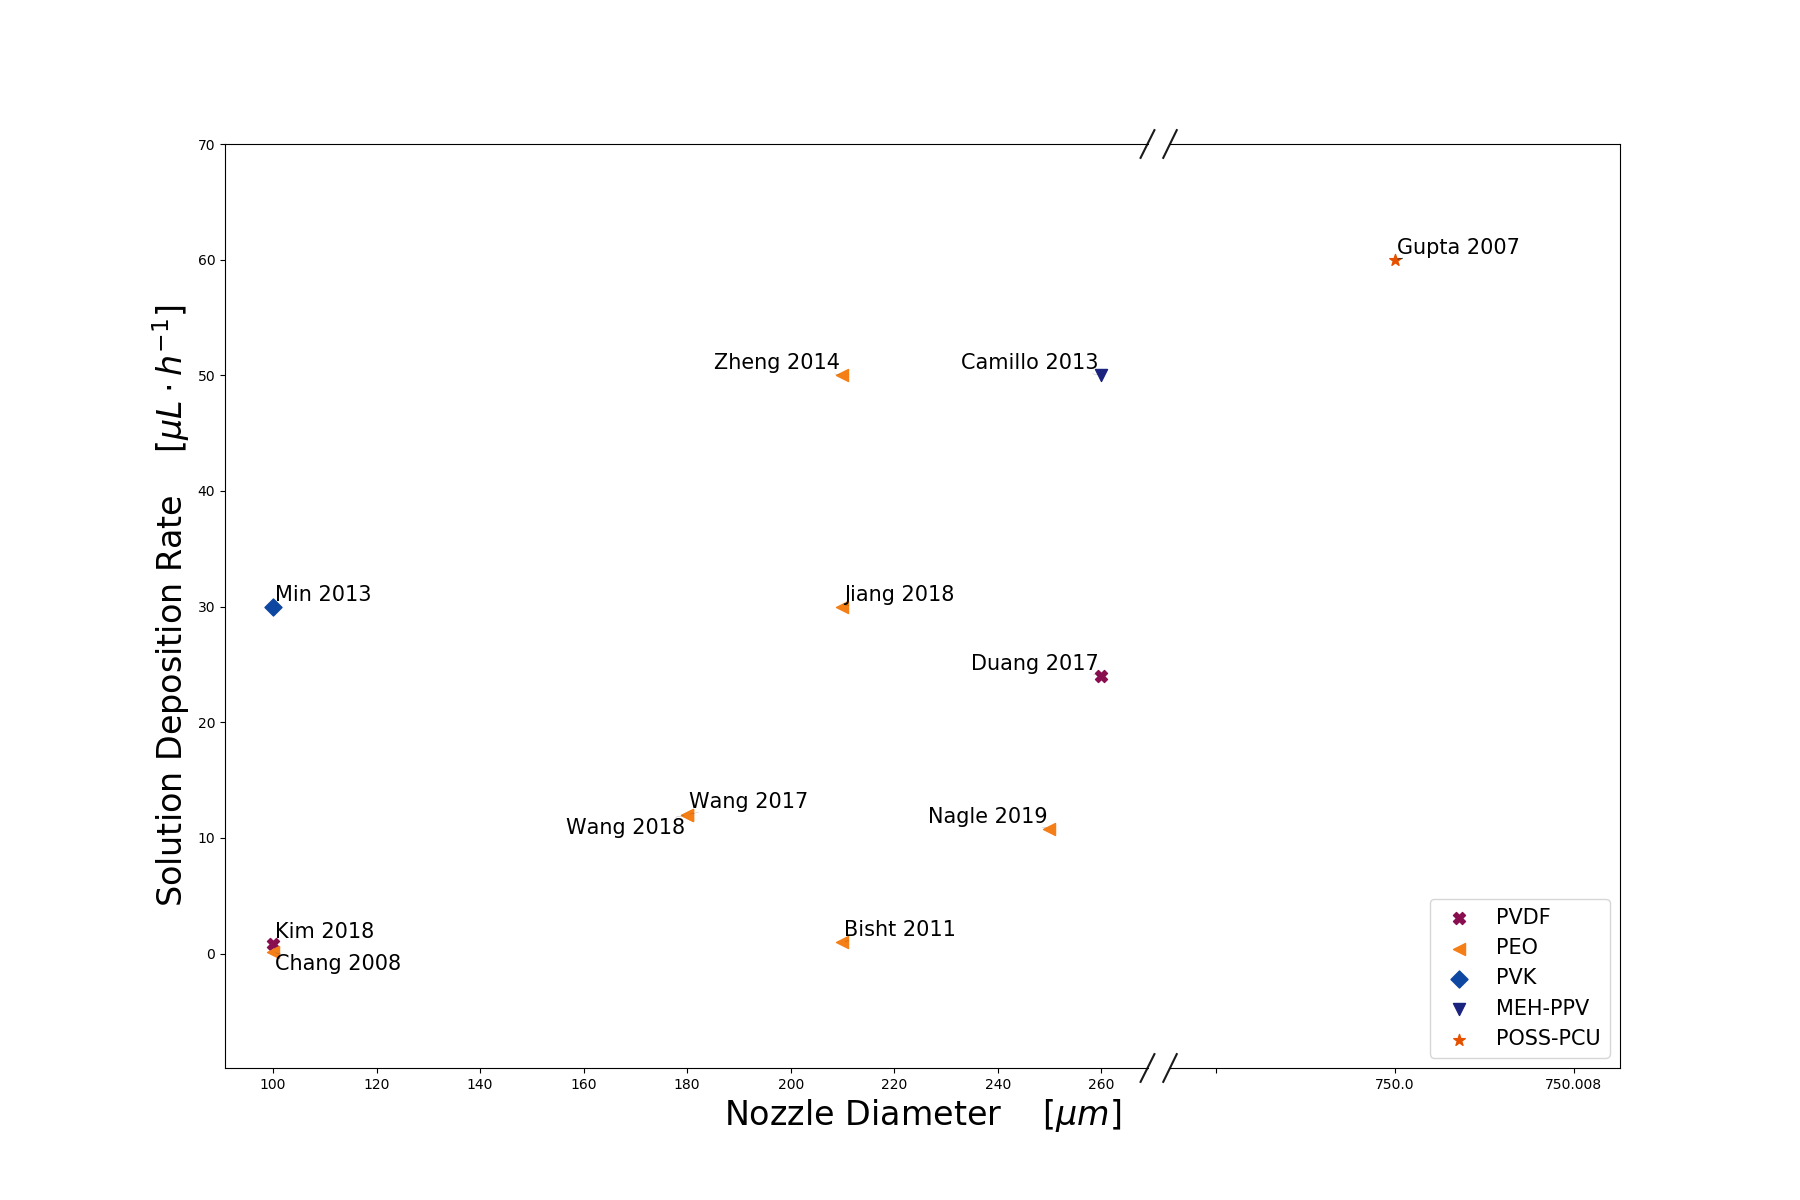 70
60
50
40
30
20
10
0
Solution Deposition Rate [μL · h⁻¹]
Gupta 2007
Zheng 2014
Camillo 2013
Min 2013
Jiang 2018
Duang 2017
Wang 2017
Wang 2018
Nagle 2019
Kim 2018
Bisht 2011
Chang 2008
PVDF
PEO
PVK
MEH-PPV
POSS-PCU
100 120 140 160 180 200 220 240 260 750.0 750.008
Nozzle Diameter [μm]